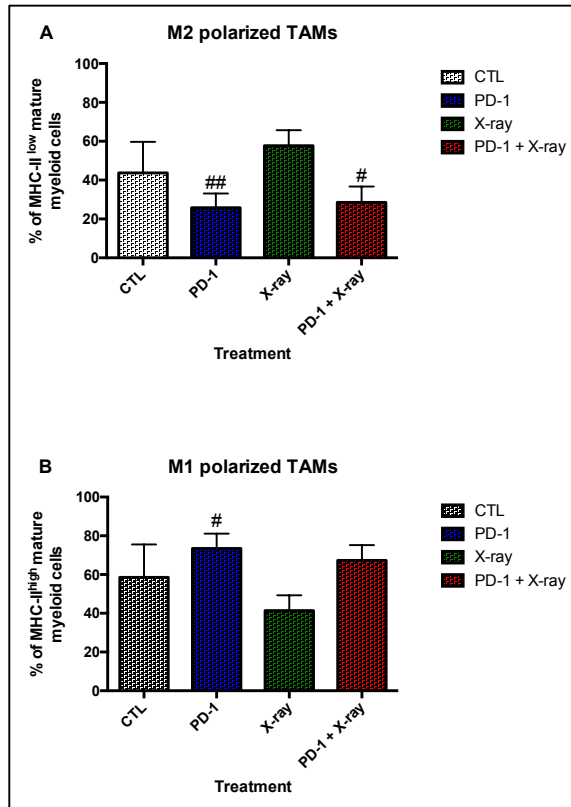 A
M2 polarized TAMs
% of MHC-II low mature
myeloid cells
100
80
60
40
20
0
##
#
CTL
PD-1
X-ray
PD-1 + X-ray
Treatment
CTL
PD-1
X-ray
PD-1 + X-ray
B
M1 polarized TAMs
% of MHC-II high mature
myeloid cells
100
80
60
40
20
0
#
CTL
PD-1
X-ray
PD-1 + X-ray
Treatment
CTL
PD-1
X-ray
PD-1 + X-ray